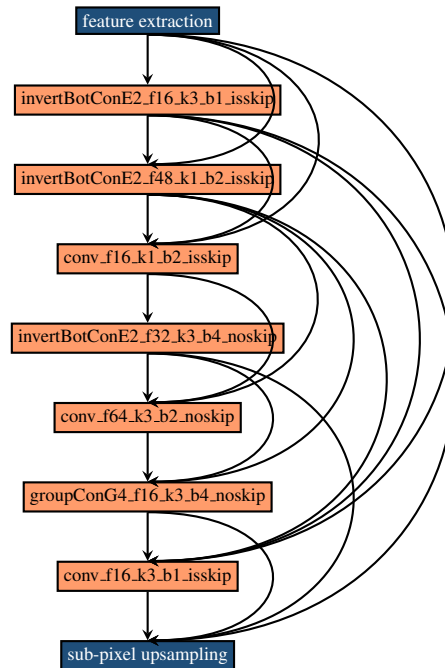 feature extraction
invertBotConE2_f16_k3_b1_isskip
invertBotConE2_f48_k1_b2_isskip
conv_f16_k1_b2_isskip
invertBotConE2_f32_k3_b4_noskip
conv_f64_k3_b2_noskip
groupConG4_f16_k3_b4_noskip
conv_f16_k3_b1_isskip
sub-pixel upsampling